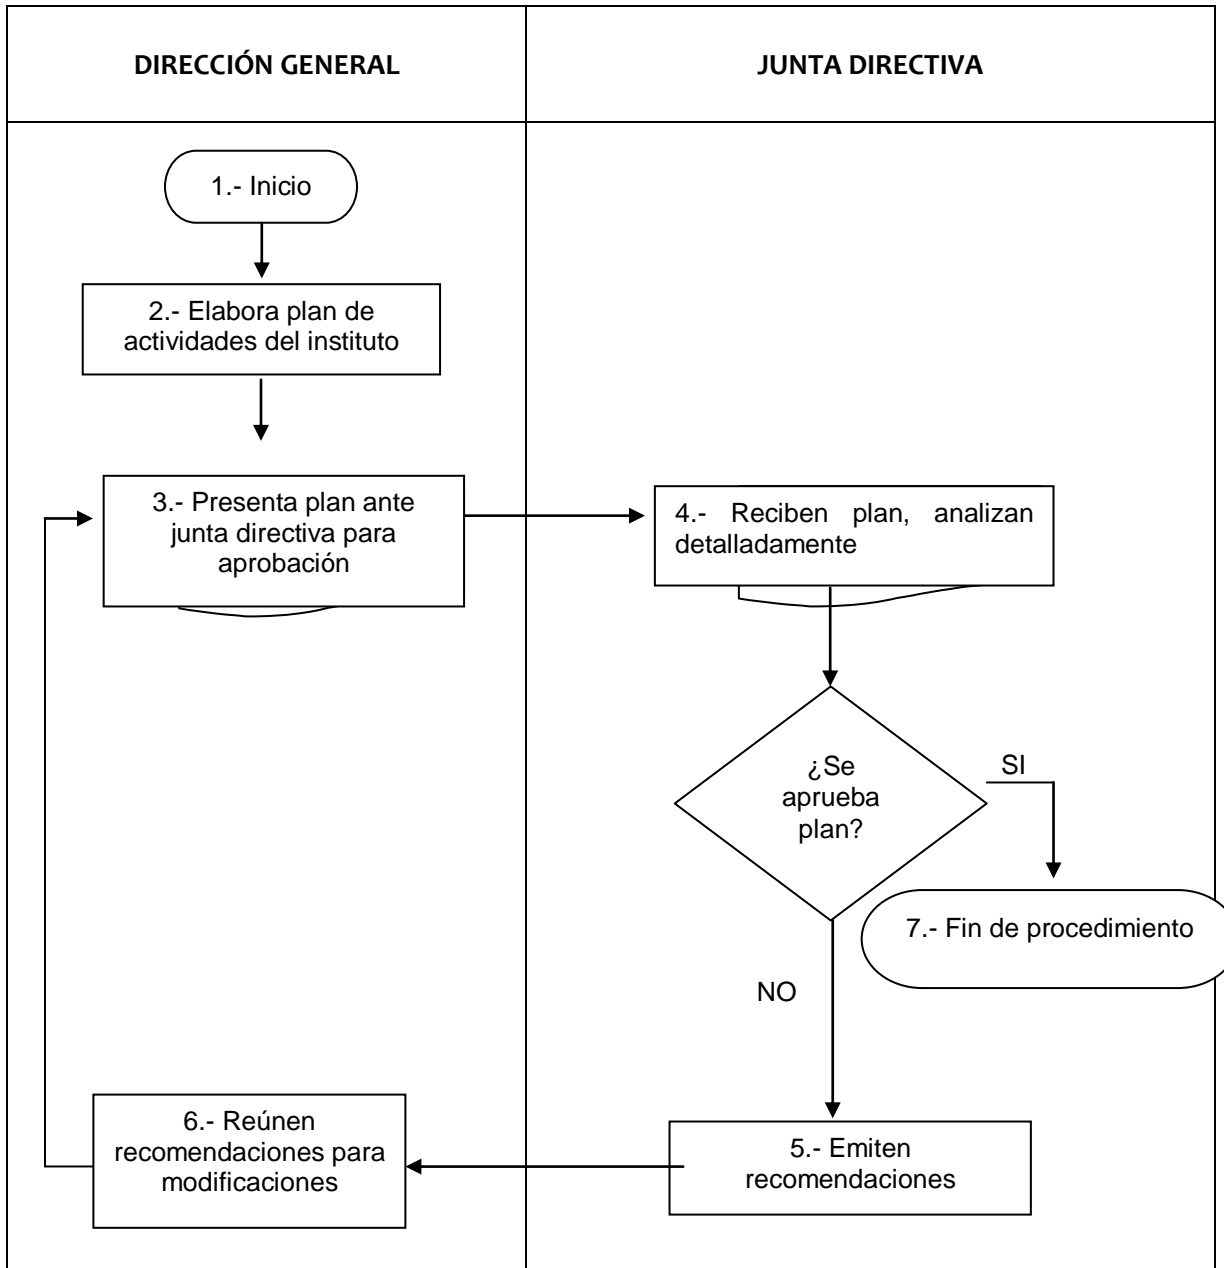 DIRECCIÓN GENERAL
JUNTA DIRECTIVA
1.- Inicio
2.- Elabora plan de
actividades del instituto
3.- Presenta plan ante
junta directiva para
aprobación
4.- Reciben plan, analizan
detalladamente
¿Se
aprueba
plan?
SI
7.- Fin de procedimiento
NO
5.- Emiten
recomendaciones
6.- Reúnen
recomendaciones para
modificaciones